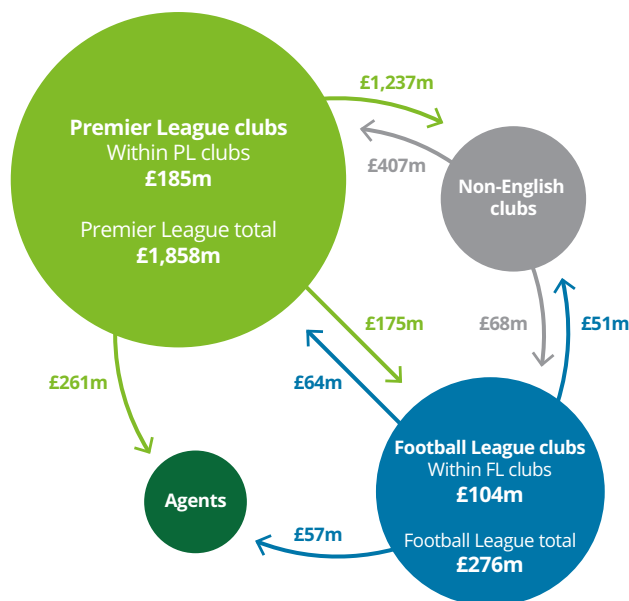 £1,237m
Premier League clubs
Within PL clubs
£185m
Premier League total
£1,858m
£407m
Non-English
clubs
£175m
£68m
£51m
£261m
£64m
Football League clubs
Within FL clubs
£104m
Football League total
£276m
Agents
£57m